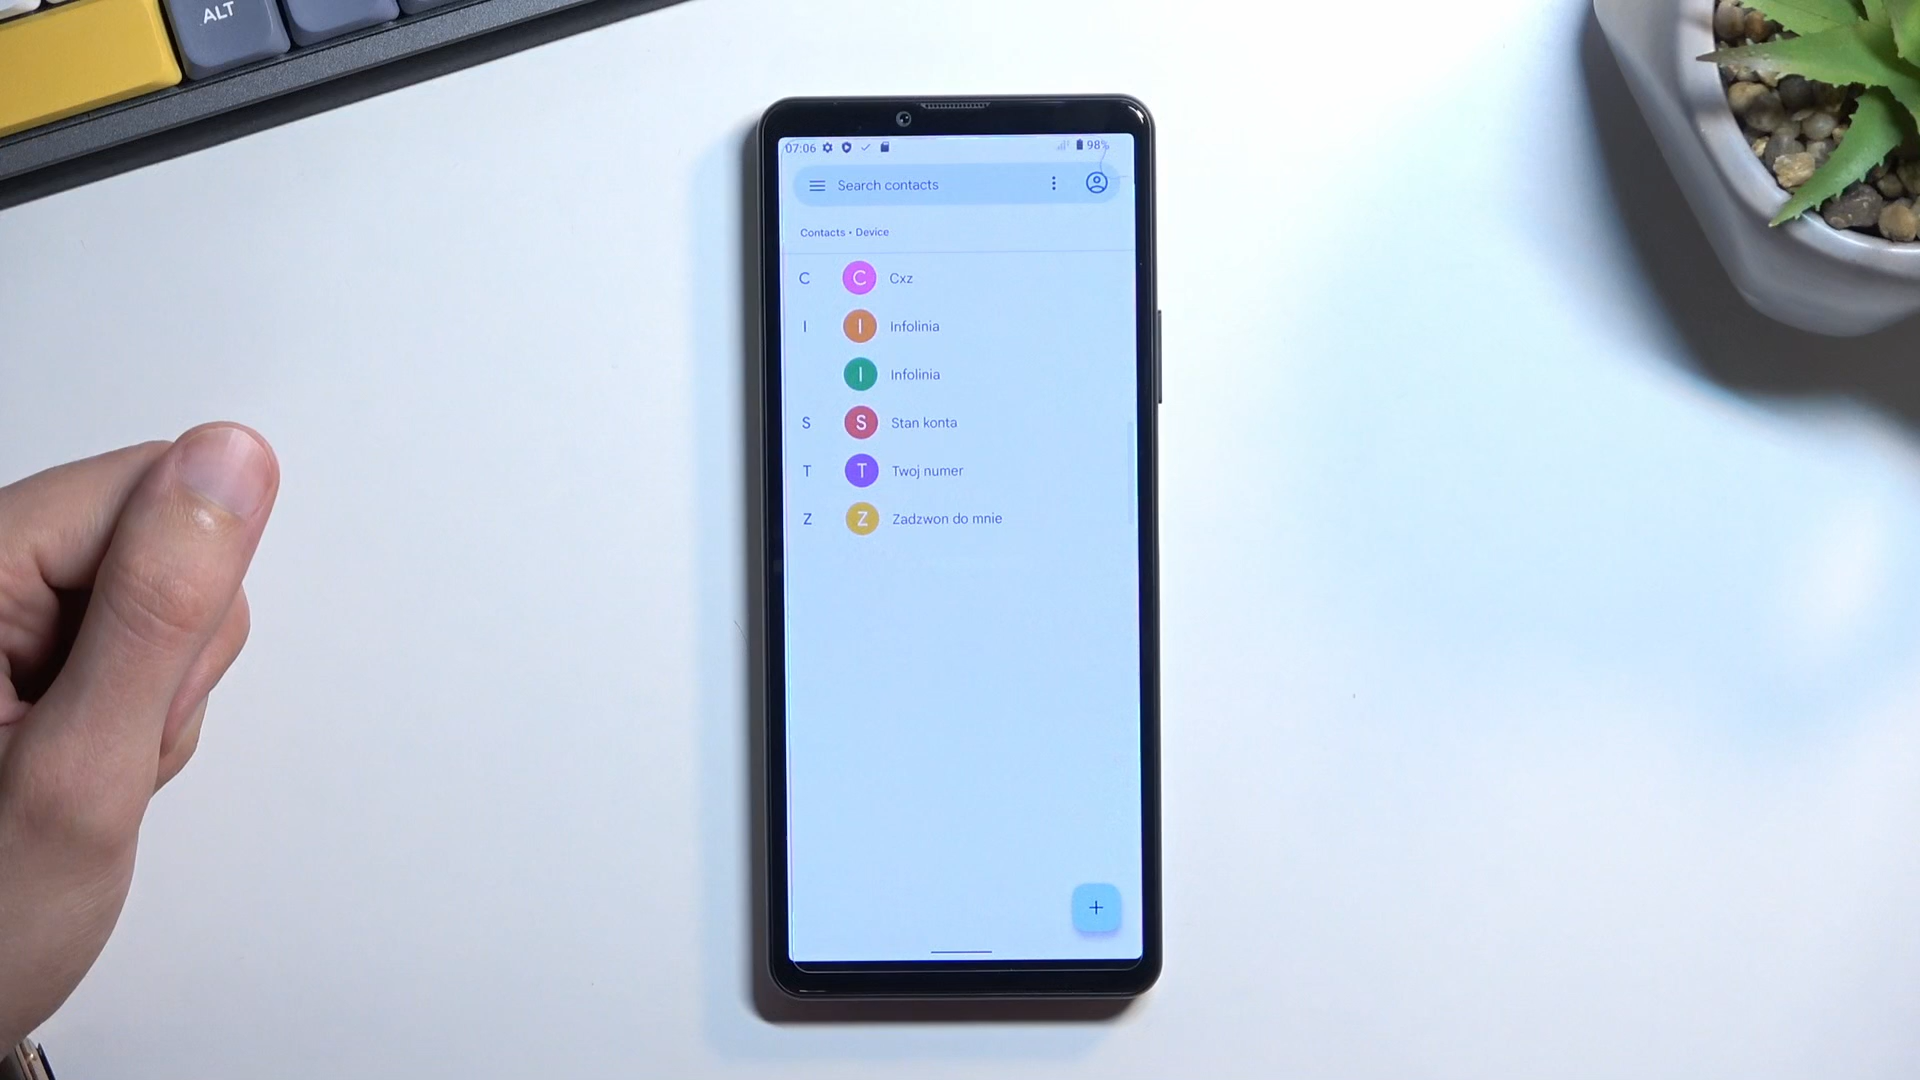 ALT
07:06 98%
Search contacts
Contacts • Device
C C Cxz
I I Infolinia
I Infolinia
S S Stan konta
T T Twoj numer
Z Z Zadzwon do mnie
+